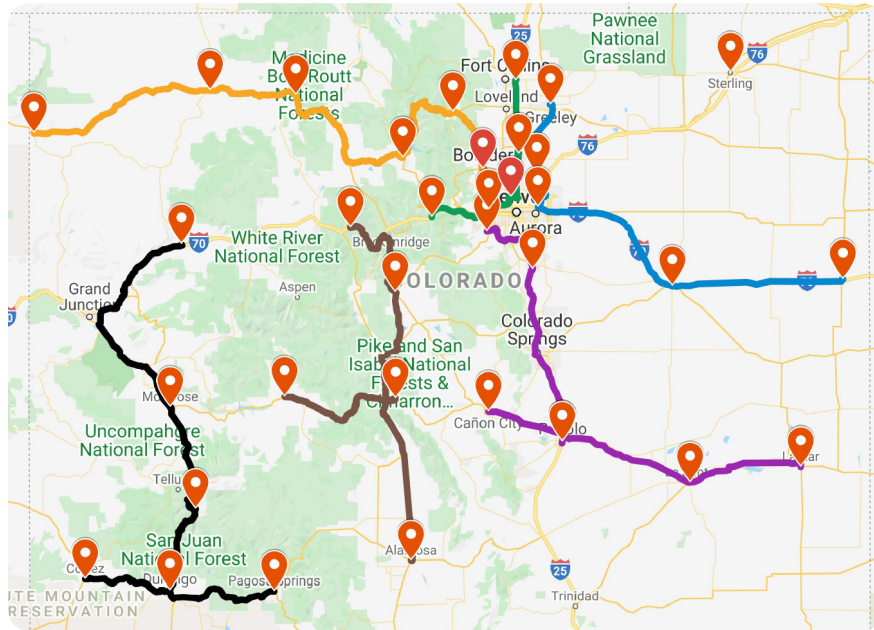 Pawnee
National
Grassland
25
76
Fort Collins
Sterling
Medicine
Bow-Routt
National
Forests
Loveland
Greeley
76
Boulder
Aurora
70
White River
National Forest
Breckenridge
Grand
Junction
Aspen
COLORADO
Colorado
Springs
Pike and San
Isabel National
Forests &
Cimarron...
Montrose
Cañon City
Pueblo
Uncompahgre
National Forest
Lamar
San Juan
National Forest
Alamosa
Cortez
Durango
Pagosa Springs
25
UTE MOUNTAIN
RESERVATION
Trinidad